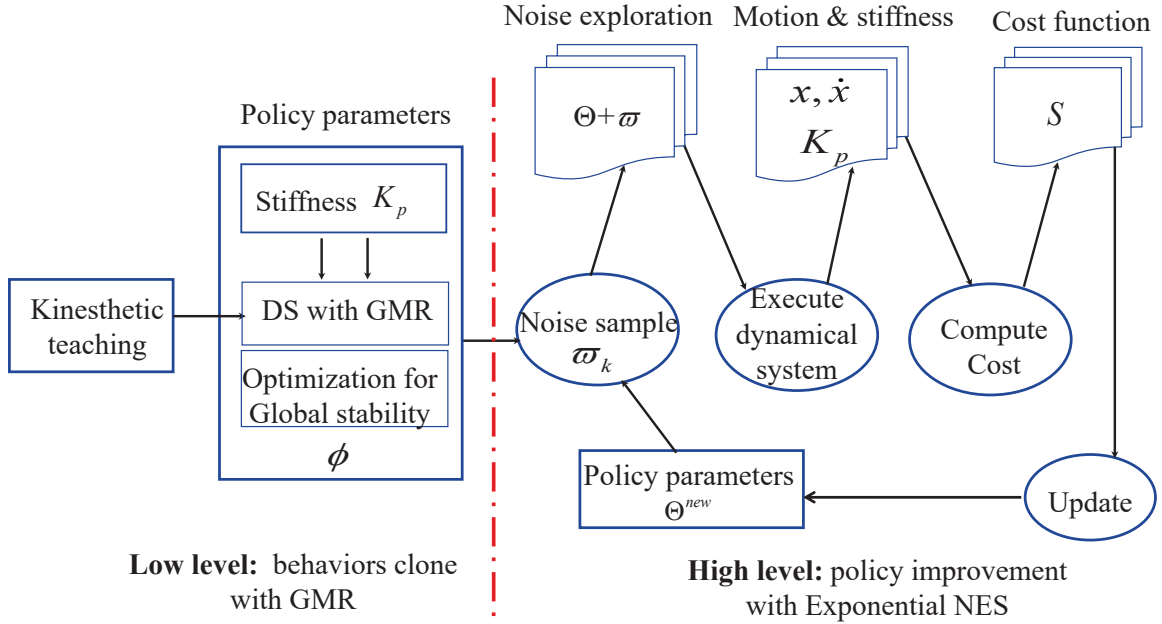 Noise exploration
Motion & stiffness
Cost function
Θ+ϖ
x, ẋ
K_p
S
Policy parameters
Stiffness K_p
DS with GMR
Optimization for
Global stability
ϕ
Kinesthetic
teaching
Noise sample
ϖ_k
Execute
dynamical
system
Compute
Cost
Policy parameters
Θ^new
Update
Low level: behaviors clone
with GMR
High level: policy improvement
with Exponential NES